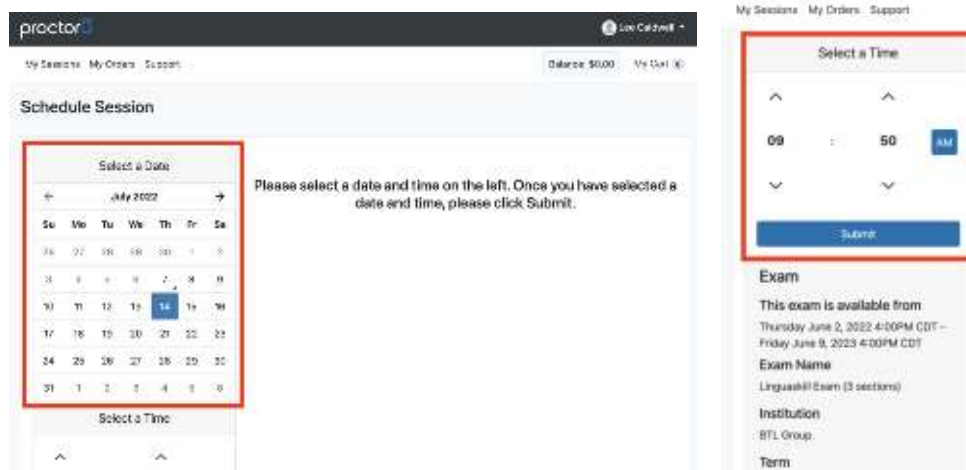 proctor
Lee Caldwell
My Sessions My Orders Support
Balance: $0.00 My Cart
Schedule Session
Select a Date
July 2022
Su Mo Tu We Th Fr Sa
26 27 28 29 30 1 2
3 4 5 6 7 8 9
10 11 12 13 14 15 16
17 18 19 20 21 22 23
24 25 26 27 28 29 30
31 1 2 3 4 5 6
Select a Time
Please select a date and time on the left. Once you have selected a
date and time, please click Submit.
My Sessions My Orders Support
Select a Time
09 : 50 AM
Submit
Exam
This exam is available from
Thursday June 2, 2022 4:00PM CDT –
Friday June 9, 2023 4:00PM CDT
Exam Name
Linguaskill Exam (3 sections)
Institution
BTL Group
Term